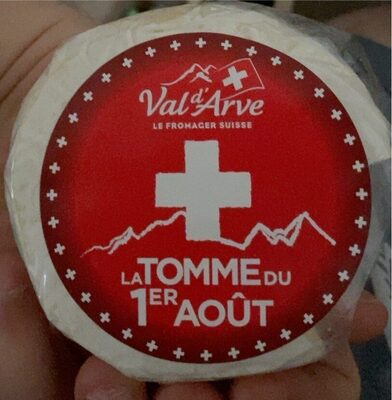 Val d'Arve
LE FROMAGER SUISSE
LA TOMME DU
1ER AOÛT